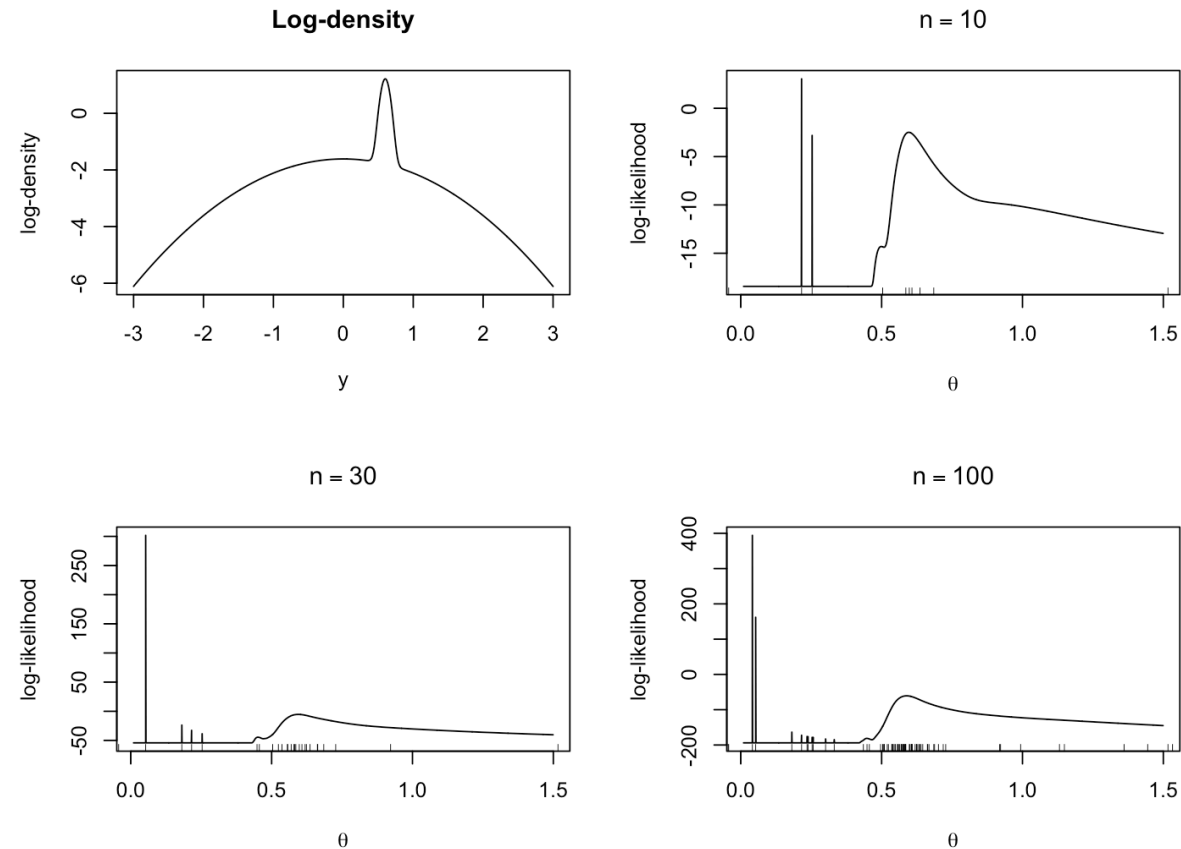 Log-density
log-density
0
-2
-4
-6
-3 -2 -1 0 1 2 3
y
n = 10
log-likelihood
0
-5
-10
-15
0.0 0.5 1.0 1.5
θ
n = 30
log-likelihood
250
150
50
-50
0.0 0.5 1.0 1.5
θ
n = 100
log-likelihood
400
200
0
-200
0.0 0.5 1.0 1.5
θ